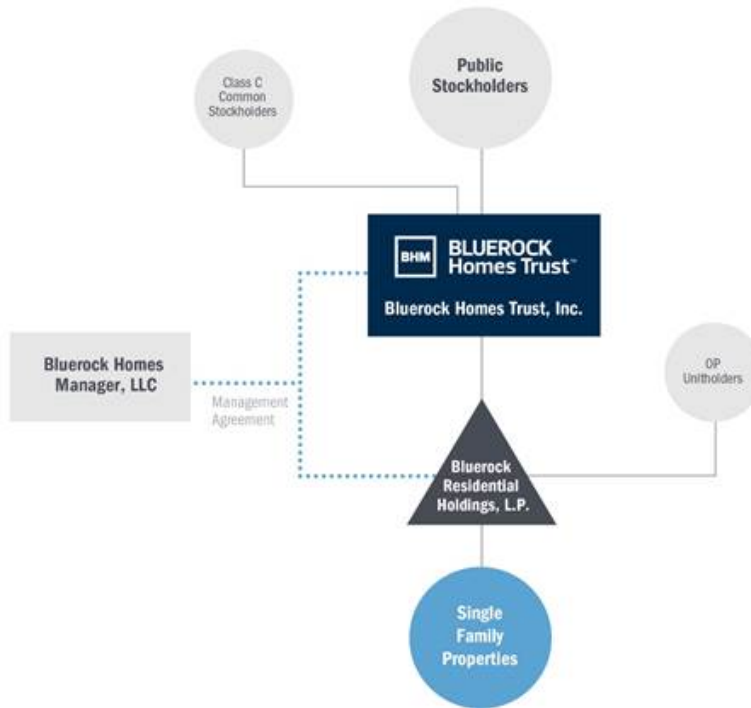 Public
Stockholders
Class C
Common
Stockholders
BHM
BLUEROCK
Homes Trust™
Bluerock Homes Trust, Inc.
Bluerock Homes
Manager, LLC
Management
Agreement
OP
Unitholders
Bluerock
Residential
Holdings, L.P.
Single
Family
Properties